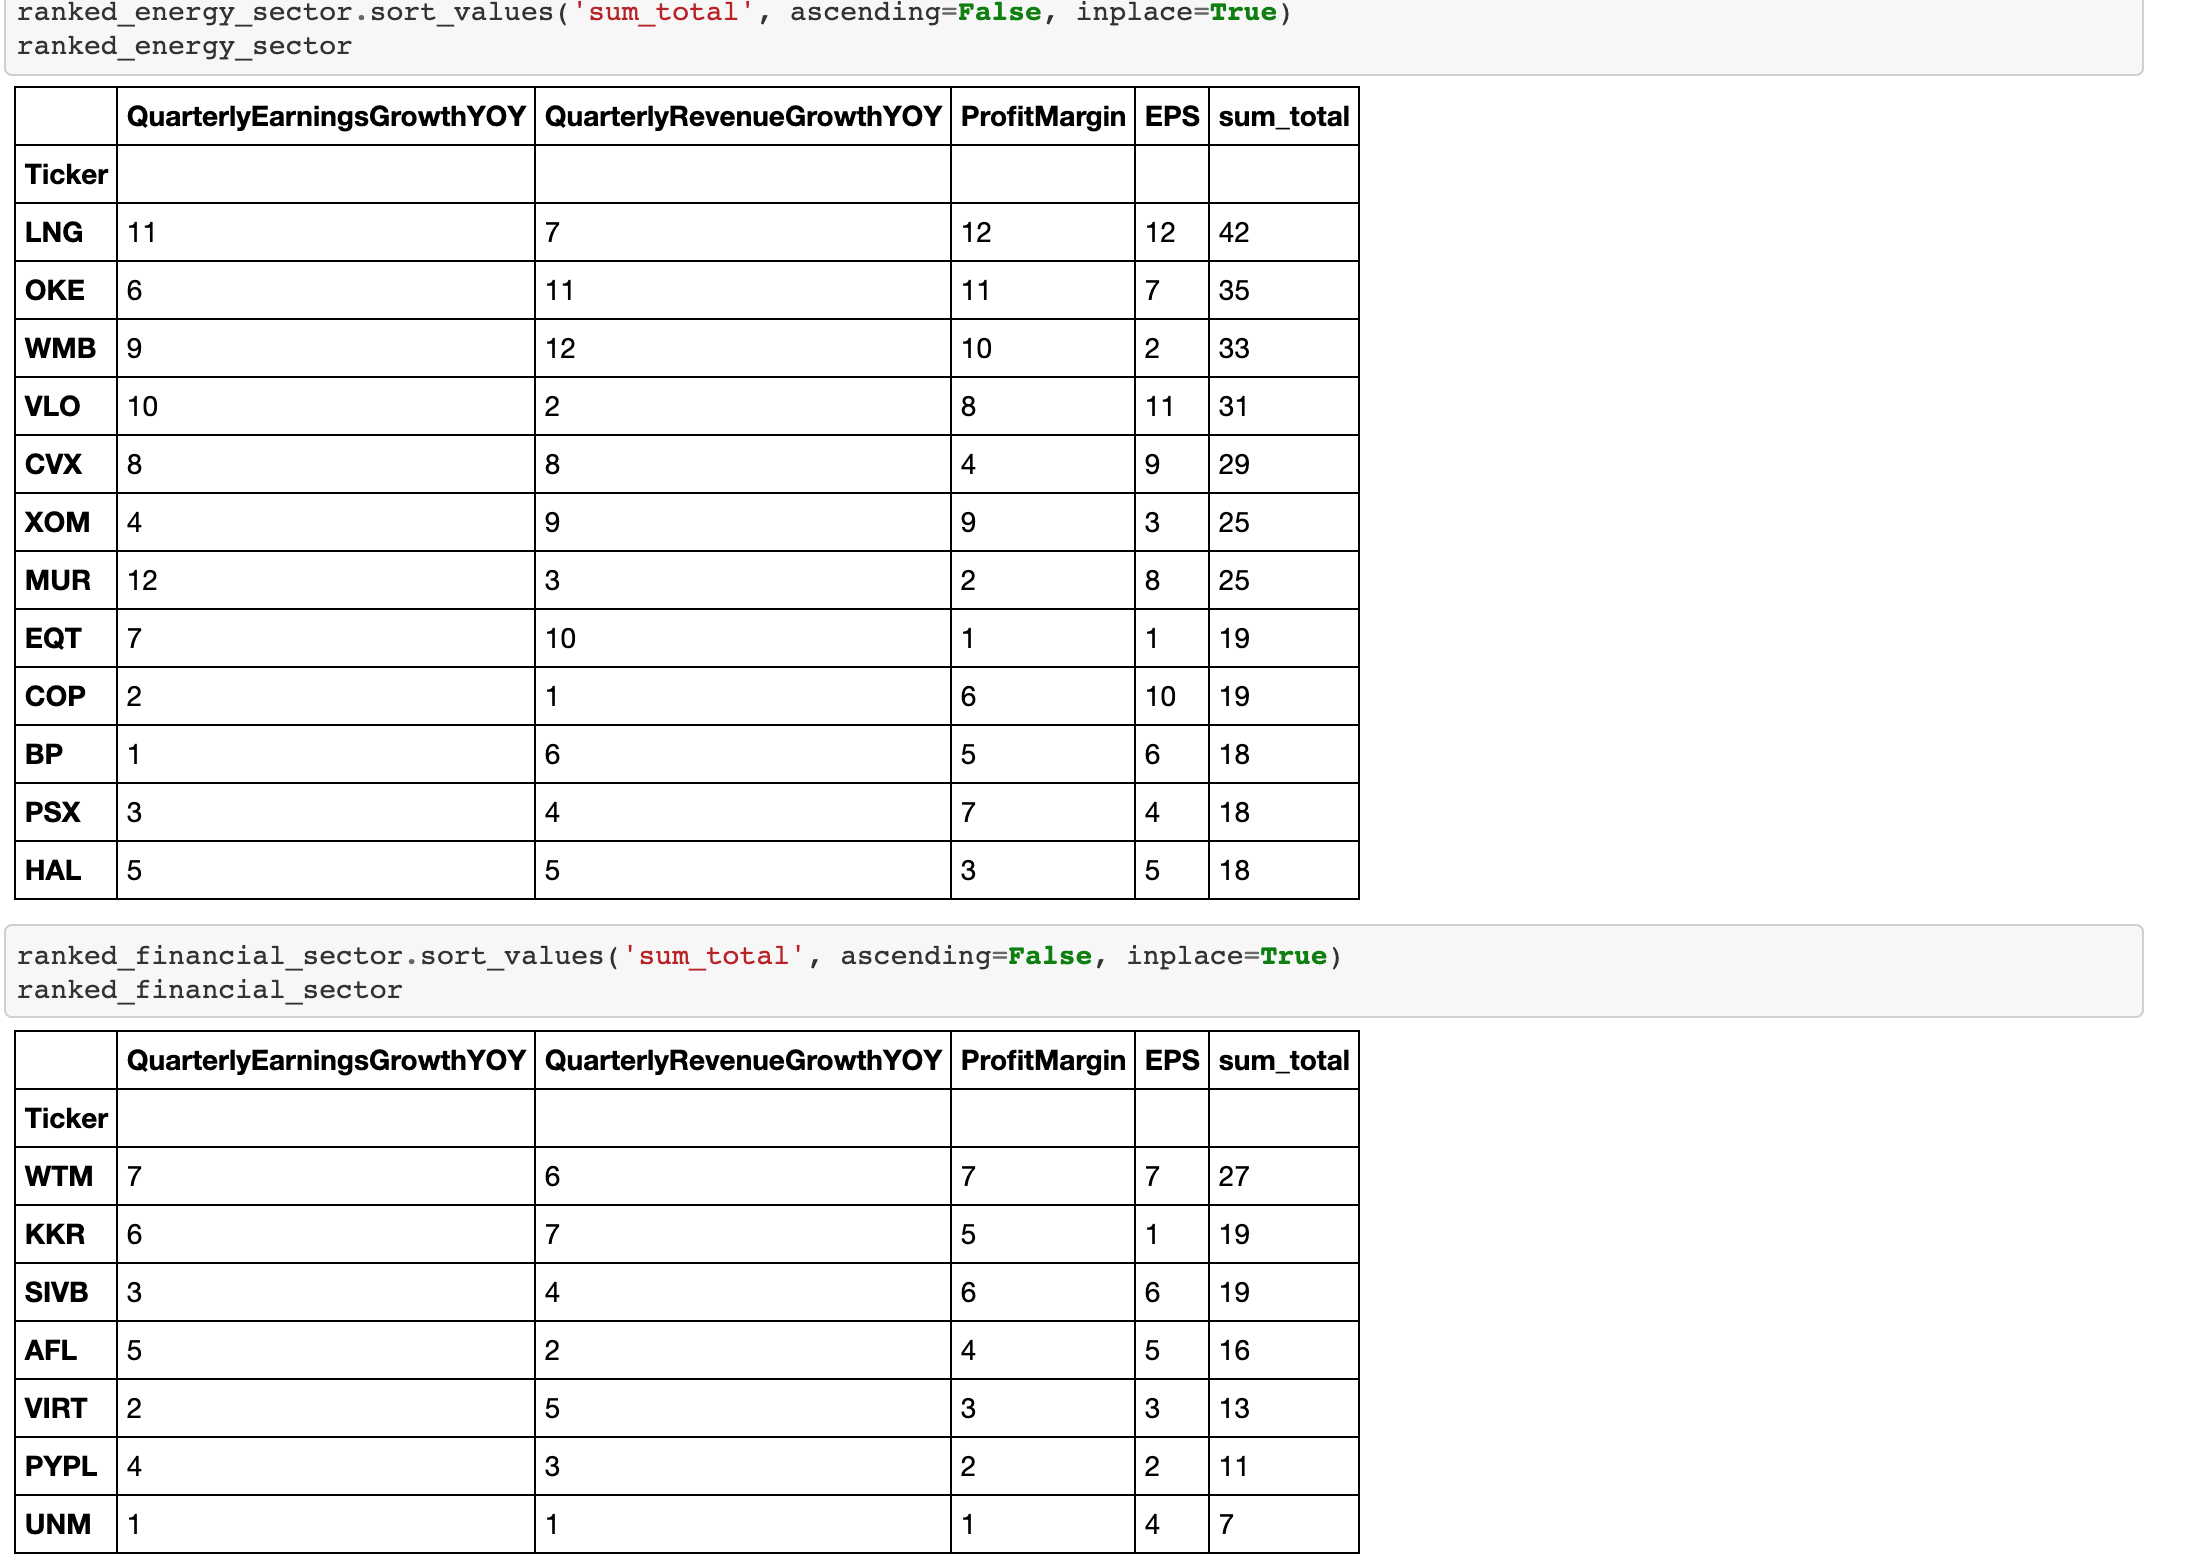 ranked_energy_sector.sort_values('sum_total', ascending=False, inplace=True)
ranked_energy_sector
QuarterlyEarningsGrowthYOY QuarterlyRevenueGrowthYOY ProfitMargin EPS sum_total
Ticker
LNG 11 7 12 12 42
OKE 6 11 11 7 35
WMB 9 12 10 2 33
VLO 10 2 8 11 31
CVX 8 8 4 9 29
XOM 4 9 9 3 25
MUR 12 3 2 8 25
EQT 7 10 1 1 19
COP 2 1 6 10 19
BP 1 6 5 6 18
PSX 3 4 7 4 18
HAL 5 5 3 5 18
ranked_financial_sector.sort_values('sum_total', ascending=False, inplace=True)
ranked_financial_sector
QuarterlyEarningsGrowthYOY QuarterlyRevenueGrowthYOY ProfitMargin EPS sum_total
Ticker
WTM 7 6 7 7 27
KKR 6 7 5 1 19
SIVB 3 4 6 6 19
AFL 5 2 4 5 16
VIRT 2 5 3 3 13
PYPL 4 3 2 2 11
UNM 1 1 1 4 7